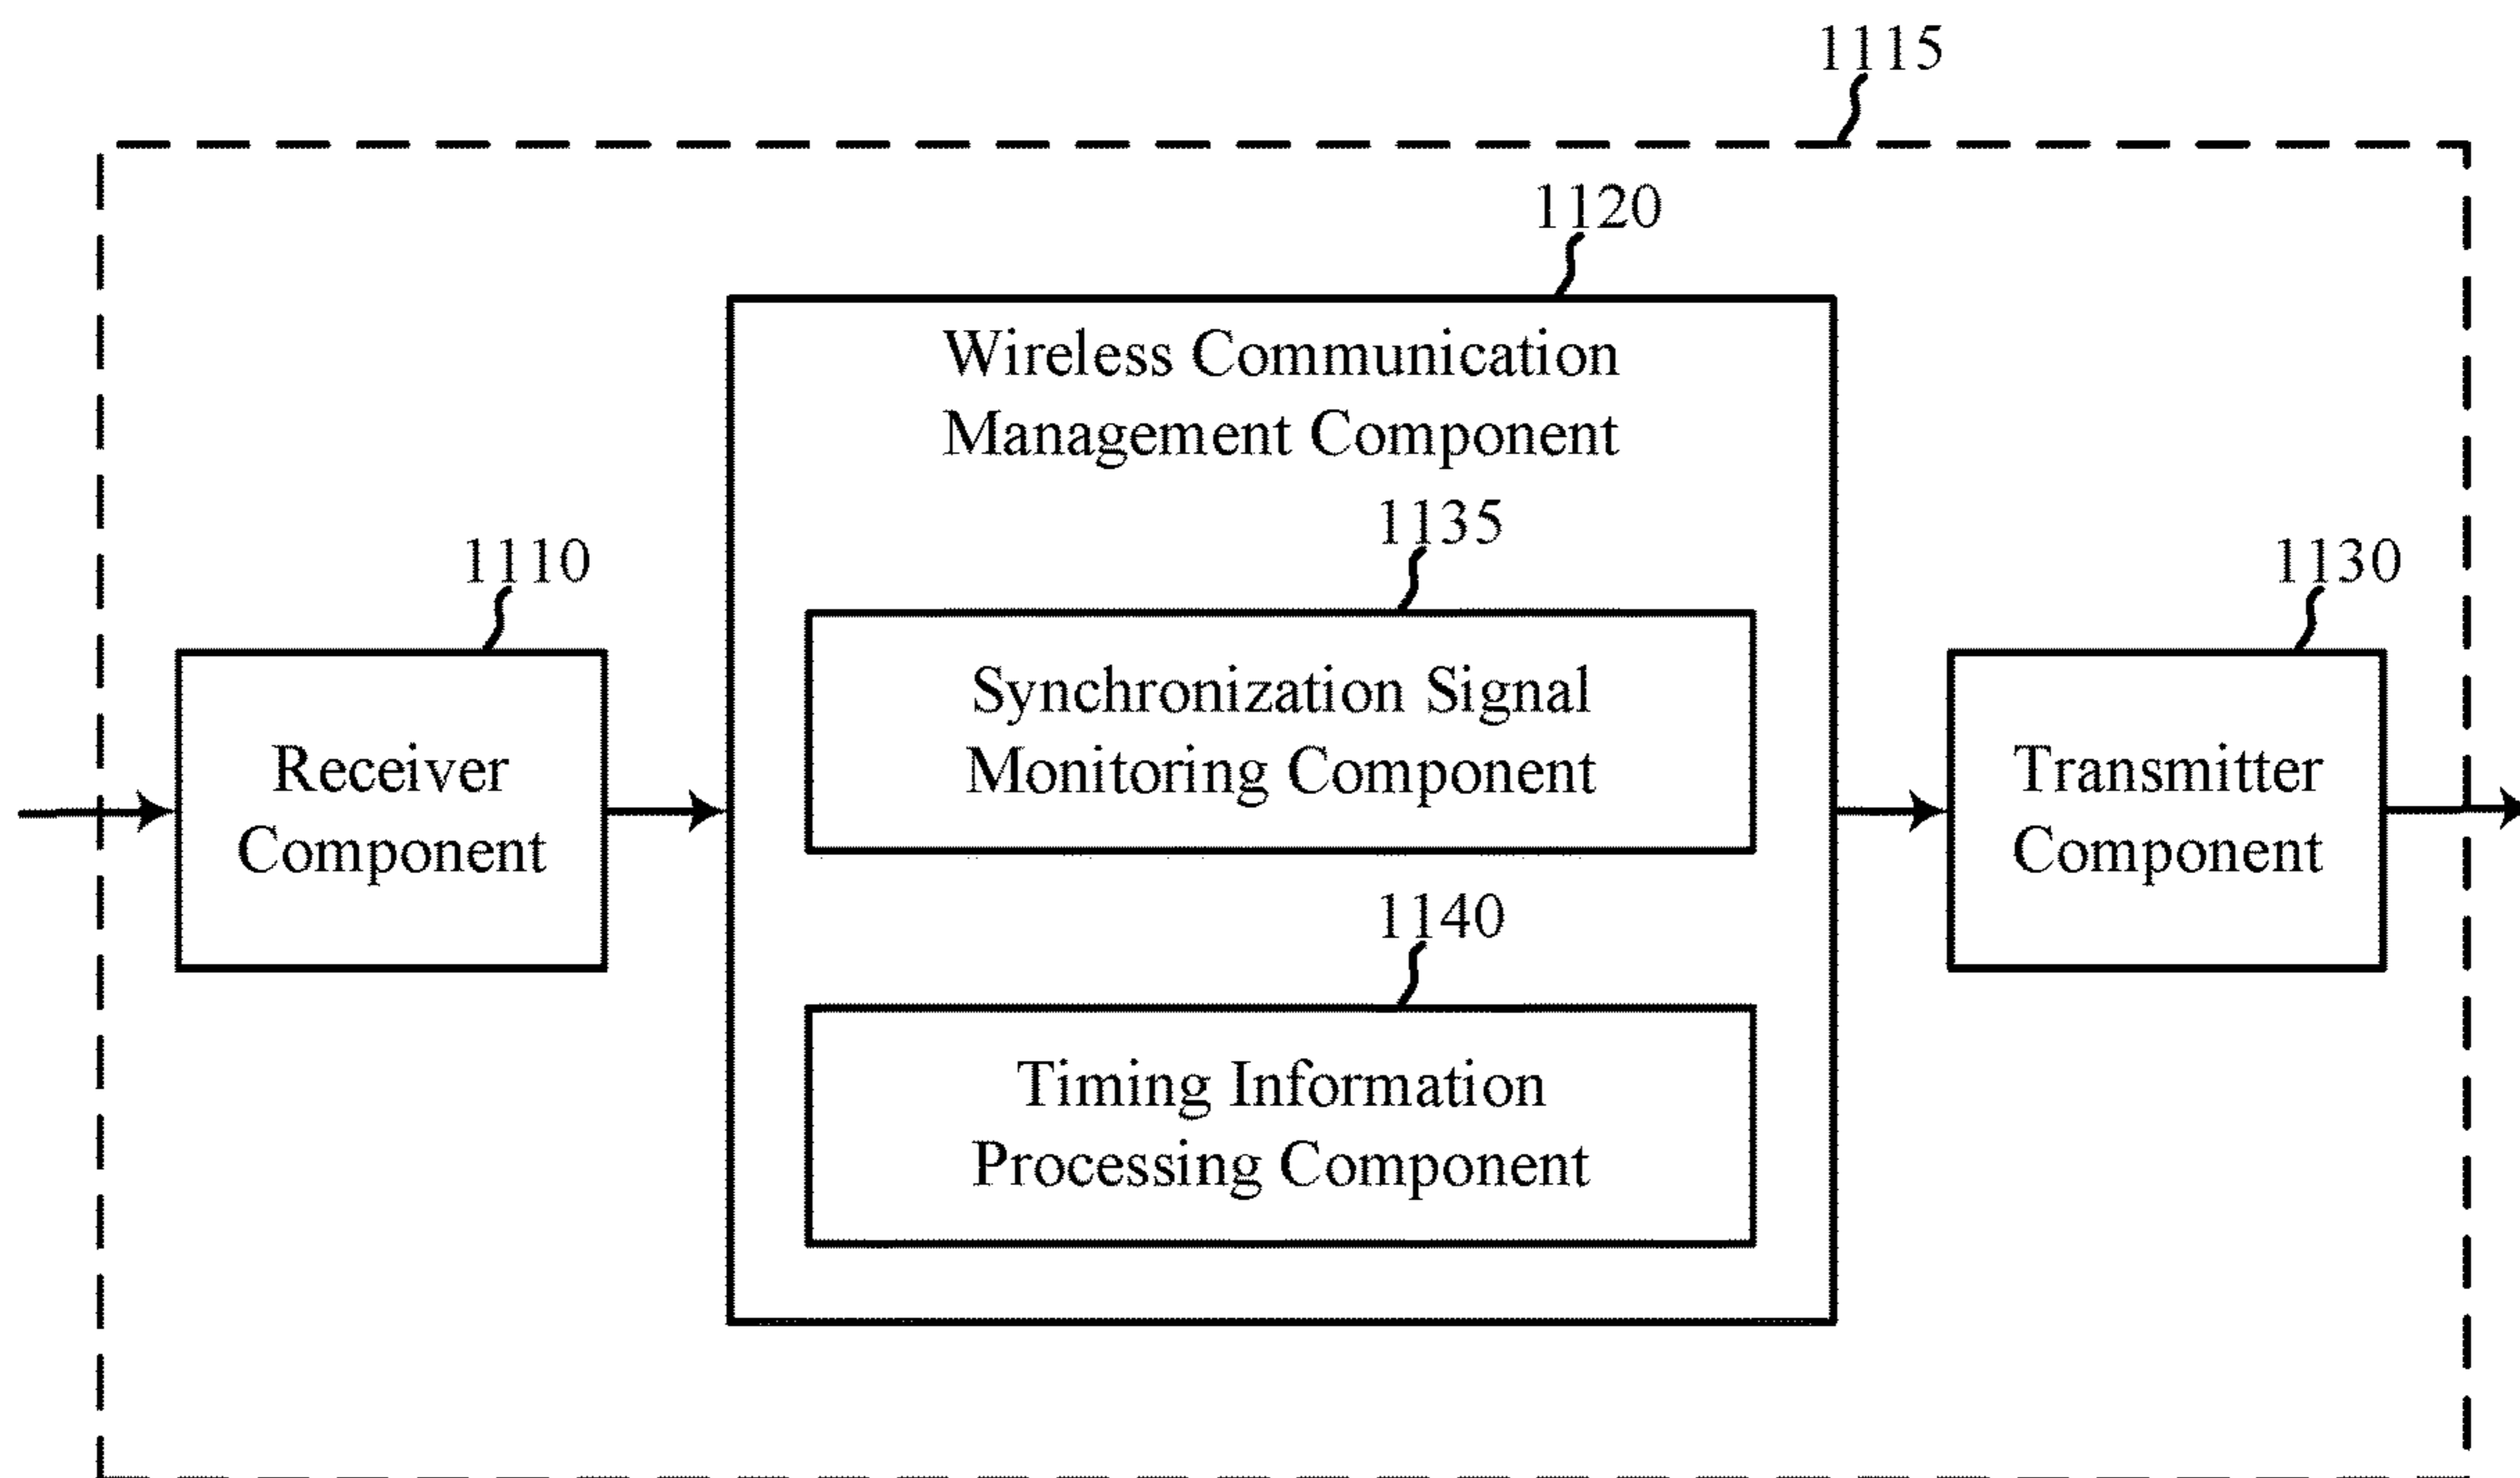 1115
1120
Wireless Communication
Management Component
1135
1110
1130
Synchronization Signal
Monitoring Component
Receiver
Component
Transmitter
Component
1140
Timing Information
Processing Component